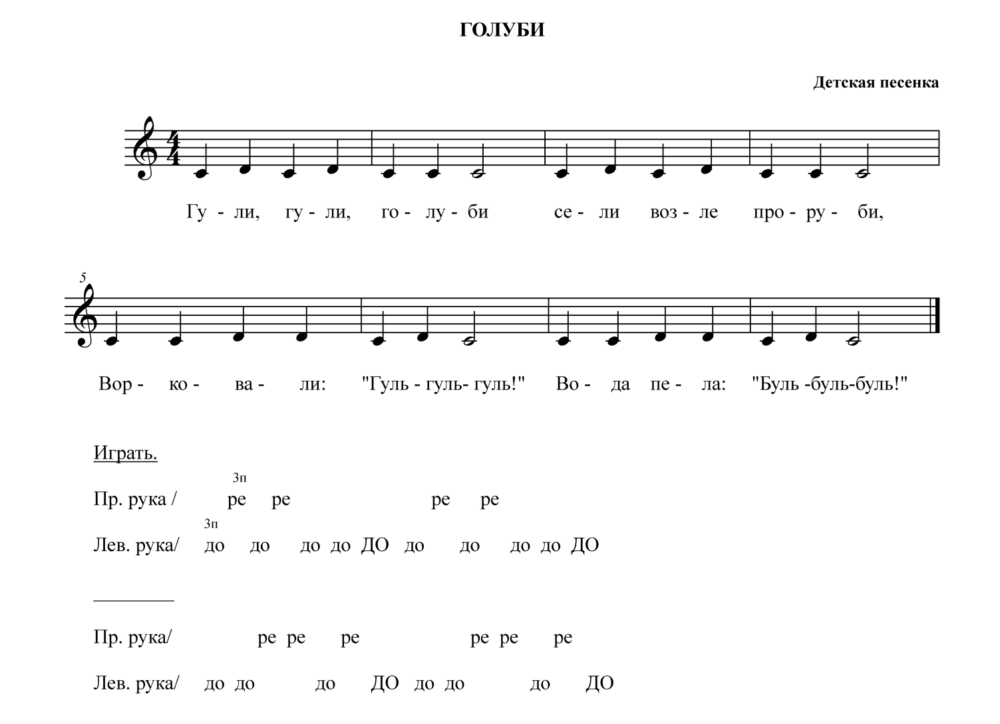 ГОЛУБИ
Детская песенка
4
4
Гу - ли, гу - ли, го - лу - би се - ли воз - ле про - ру - би,
5
Вор - ко - ва - ли: "Гуль - гуль- гуль!" Во - да пе - ла: "Буль -буль-буль!"
Играть.
3п
Пр. рука / ре ре ре ре
3п
Лев. рука/ до до до до ДО до до до до ДО
Пр. рука/ ре ре ре ре ре ре
Лев. рука/ до до до ДО до до до ДО